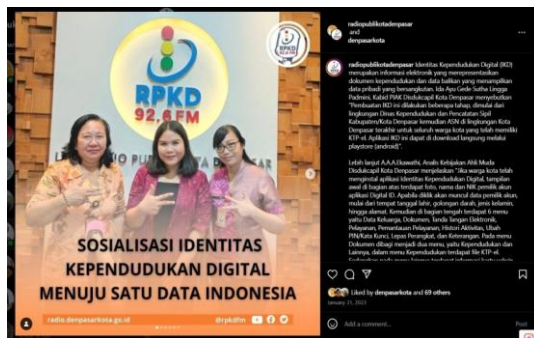 RPKD
92.6 FM
RPKD
92.6 FM
SOSIALISASI IDENTITAS
KEPENDUDUKAN DIGITAL
MENUJU SATU DATA INDONESIA
radio.denpasarkota.go.id
@rpkdfm
radiopublikotadenpasar
and
denpasarkota
radiopublikotadenpasar Identitas Kependudukan Digital (IKD)
merupakan informasi elektronik yang merepresentasikan
dokumen kependudukan dan data balikan yang menampilkan
data pribadi yang bersangkutan. Ida Ayu Gede Sutha Lingga
Padmini, Kabid PIAK Disdukcapil Kota Denpasar menyebutkan
"Pembuatan IKD ini dilakukan beberapa tahap, dimulai dari
lingkungan Dinas Kependudukan dan Pencatatan Sipil
Kabupaten/Kota Denpasar kemudian ASN di lingkungan Kota
Denpasar terakhir untuk seluruh warga kota yang telah memiliki
KTP-el. Aplikasi IKD ini dapat di download langsung melalui
playstore (android)".
Lebih lanjut A.A.A.Ekawathi, Analis Kebijakan Ahli Muda
Disdukcapil Kota Denpasar menjelaskan "Jika warga kota telah
menginstal aplikasi Identitas Kependudukan Digital, tampilan
awal di bagian atas terdapat foto, nama dan NIK pemilik akun
aplikasi Digital ID. Apabila diklik akan muncul data pemilik akun,
mulai dari tempat tanggal lahir, golongan darah, jenis kelamin,
hingga alamat. Kemudian di bagian tengah terdapat 6 menu
yaitu Data Keluarga, Dokumen, Tanda Tangan Elektronik,
Pelayanan, Pemantauan Pelayanan, Histori Aktivitas, Ubah
PIN/Kata Kunci, Lepas Perangkat, dan Keterangan. Pada menu
Dokumen dibagi menjadi dua menu, yaitu Kependudukan dan
Lainnya, dalam menu Kependudukan terdapat file KTP-el.
Liked by denpasarkota and 69 others
January 31, 2023
Add a comment...
Post